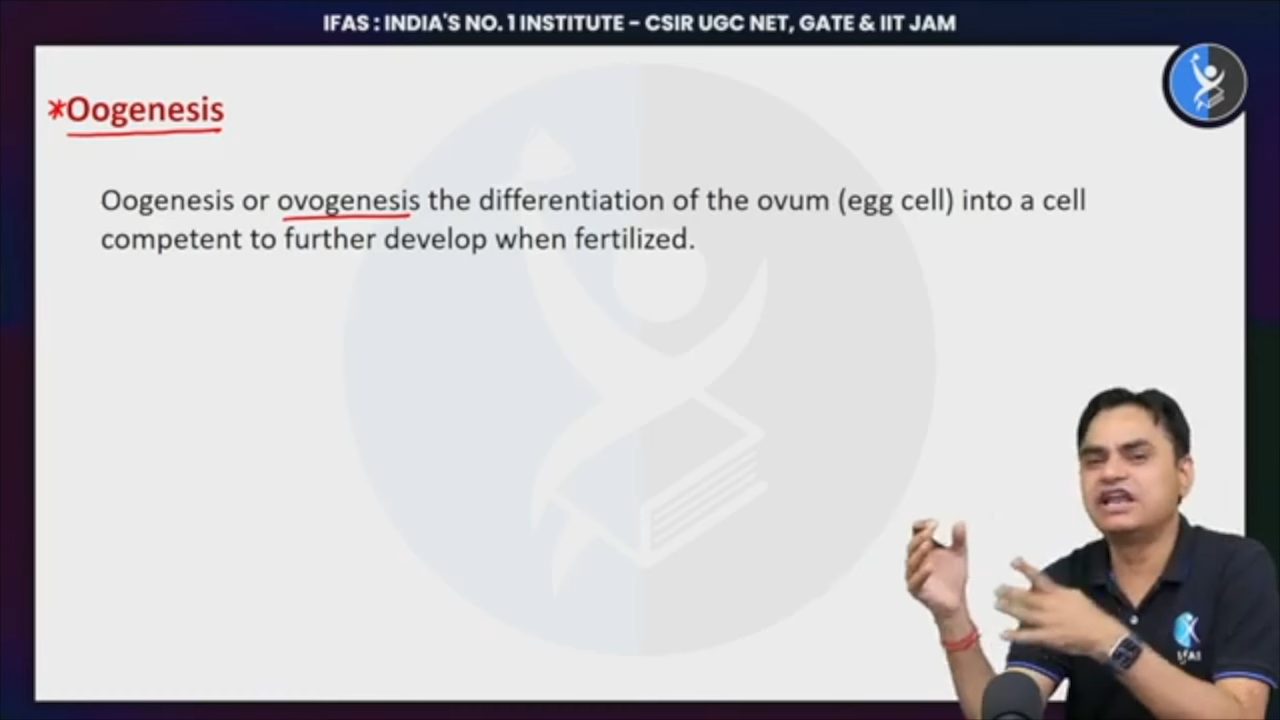 IFAS : INDIA'S NO. 1 INSTITUTE - CSIR UGC NET, GATE & IIT JAM
*Oogenesis
Oogenesis or ovogenesis the differentiation of the ovum (egg cell) into a cell
competent to further develop when fertilized.
IFAS